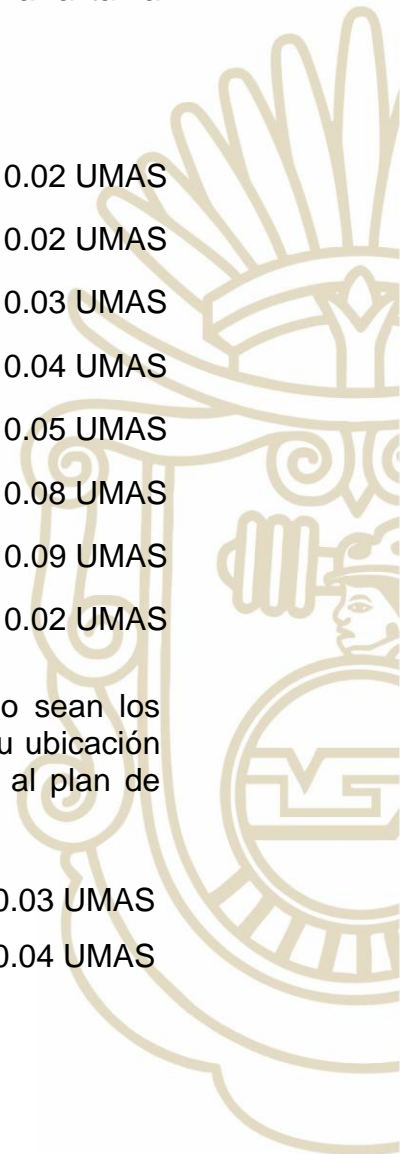 0.02 UMAS
0.02 UMAS
0.03 UMAS
0.04 UMAS
0.05 UMAS
0.08 UMAS
0.09 UMAS
0.02 UMAS
o sean los
u ubicación
al plan de
0.03 UMAS
0.04 UMAS